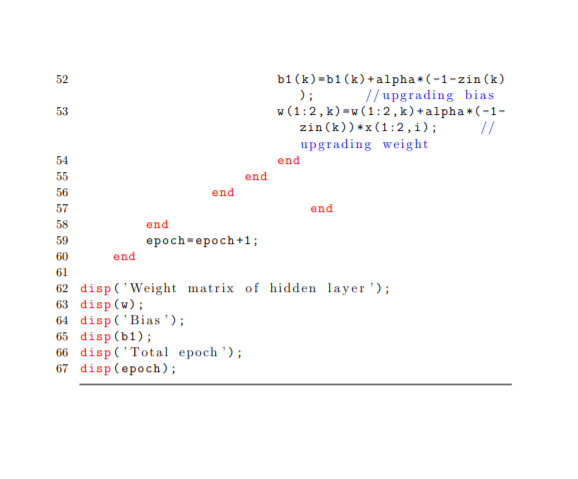 52 b1(k)=b1(k)+alpha*(-1-zin(k)
); //upgrading bias
53 w(1:2,k)=w(1:2,k)+alpha*(-1-
zin(k))*x(1:2,i); //
upgrading weight
54 end
55 end
56 end
57 end
58 end
59 epoch=epoch+1;
60 end
61
62 disp('Weight matrix of hidden layer');
63 disp(w);
64 disp('Bias');
65 disp(b1);
66 disp('Total epoch');
67 disp(epoch);